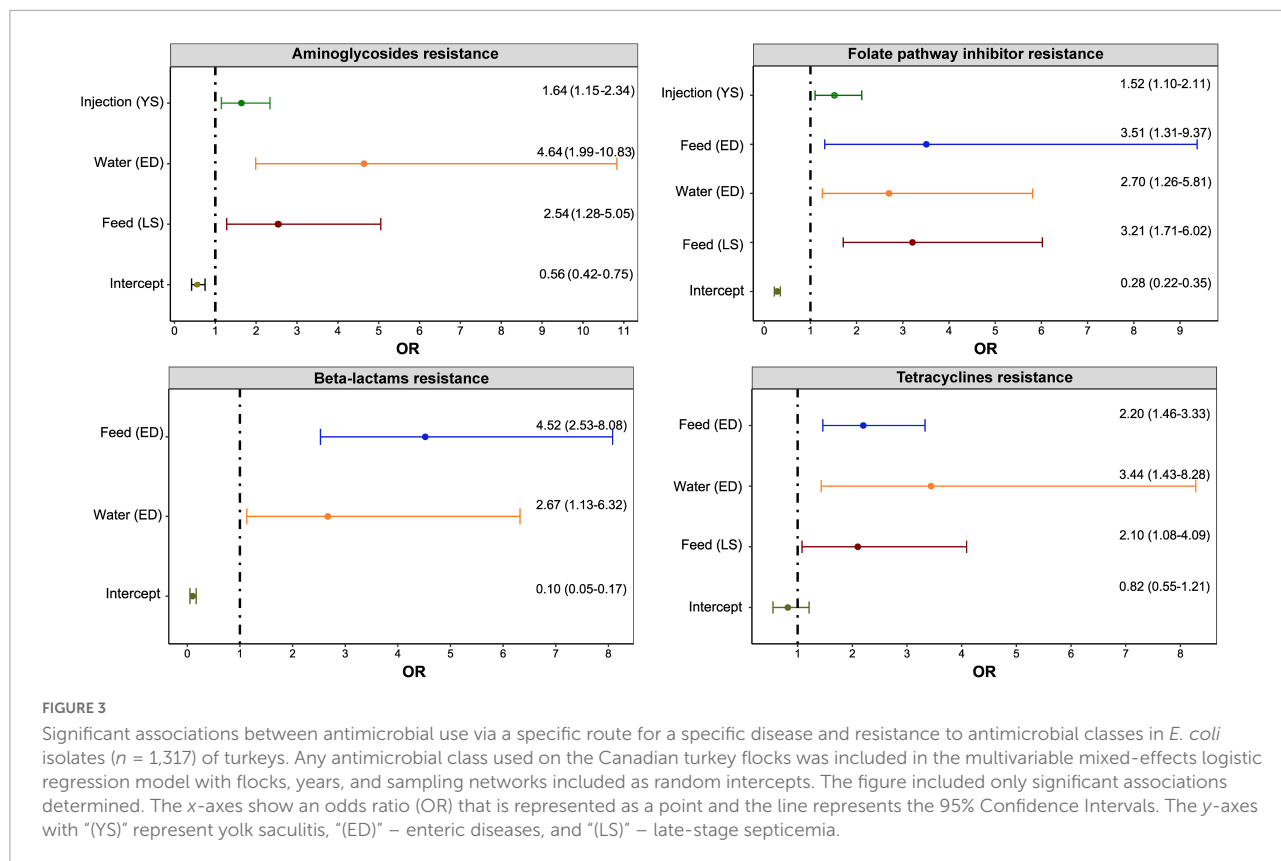 Aminoglycosides resistance
Injection (YS)
1.64 (1.15-2.34)
Water (ED)
4.64 (1.99-10.83)
Feed (LS)
2.54 (1.28-5.05)
Intercept
0.56 (0.42-0.75)
0 1 2 3 4 5 6 7 8 9 10 11
OR
Folate pathway inhibitor resistance
Injection (YS)
1.52 (1.10-2.11)
Feed (ED)
3.51 (1.31-9.37)
Water (ED)
2.70 (1.26-5.81)
Feed (LS)
3.21 (1.71-6.02)
Intercept
0.28 (0.22-0.35)
0 1 2 3 4 5 6 7 8 9
OR
Beta-lactams resistance
Feed (ED)
4.52 (2.53-8.08)
Water (ED)
2.67 (1.13-6.32)
Intercept
0.10 (0.05-0.17)
0 1 2 3 4 5 6 7 8
OR
Tetracyclines resistance
Feed (ED)
2.20 (1.46-3.33)
Water (ED)
3.44 (1.43-8.28)
Feed (LS)
2.10 (1.08-4.09)
Intercept
0.82 (0.55-1.21)
1 2 3 4 5 6 7 8
OR
FIGURE 3
Significant associations between antimicrobial use via a specific route for a specific disease and resistance to antimicrobial classes in E. coli
isolates (n = 1,317) of turkeys. Any antimicrobial class used on the Canadian turkey flocks was included in the multivariable mixed-effects logistic
regression model with flocks, years, and sampling networks included as random intercepts. The figure included only significant associations
determined. The x-axes show an odds ratio (OR) that is represented as a point and the line represents the 95% Confidence Intervals. The y-axes
with “(YS)” represent yolk saculitis, “(ED)” – enteric diseases, and “(LS)” – late-stage septicemia.